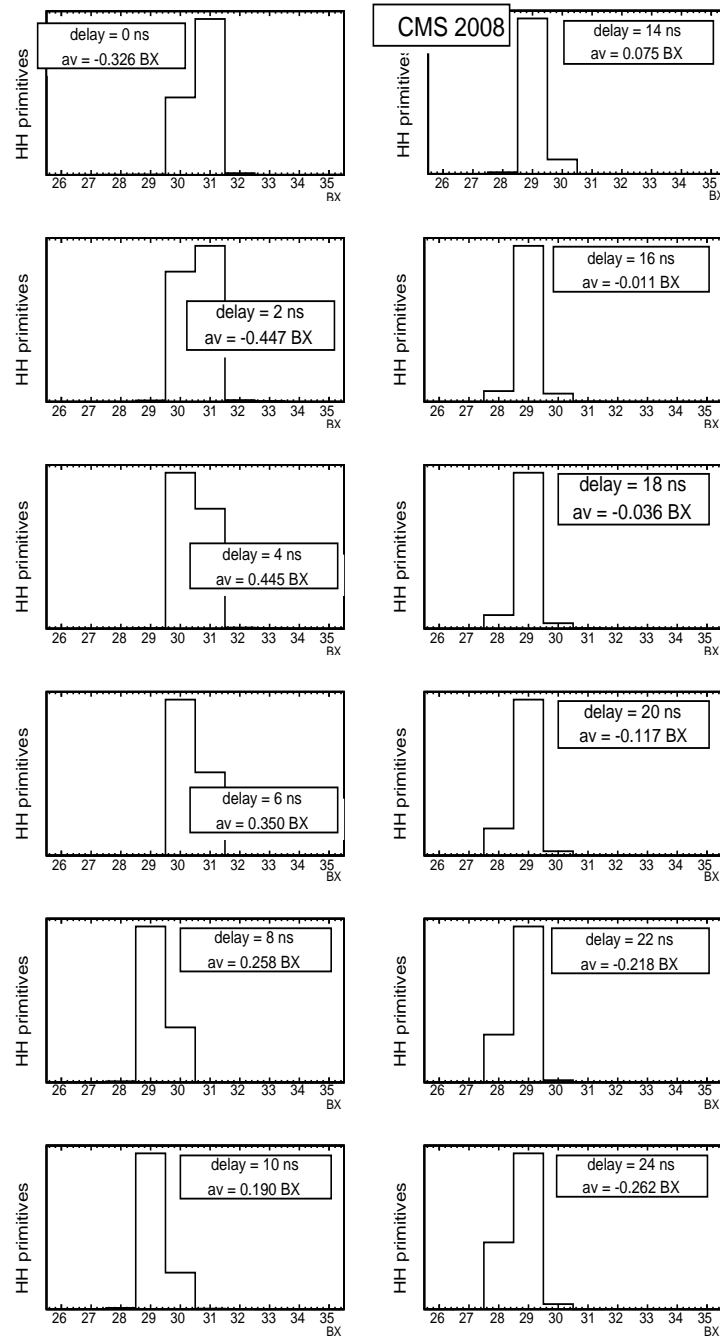 CMS 2008
delay = 0 ns
av = -0.326 BX
HH primitives
26 27 28 29 30 31 32 33 34 35
BX
delay = 14 ns
av = 0.075 BX
HH primitives
26 27 28 29 30 31 32 33 34 35
BX
delay = 2 ns
av = -0.447 BX
HH primitives
26 27 28 29 30 31 32 33 34 35
BX
delay = 16 ns
av = -0.011 BX
HH primitives
26 27 28 29 30 31 32 33 34 35
BX
delay = 4 ns
av = 0.445 BX
HH primitives
26 27 28 29 30 31 32 33 34 35
BX
delay = 18 ns
av = -0.036 BX
HH primitives
26 27 28 29 30 31 32 33 34 35
BX
delay = 6 ns
av = 0.350 BX
HH primitives
26 27 28 29 30 31 32 33 34 35
BX
delay = 20 ns
av = -0.117 BX
HH primitives
26 27 28 29 30 31 32 33 34 35
BX
delay = 8 ns
av = 0.258 BX
HH primitives
26 27 28 29 30 31 32 33 34 35
BX
delay = 22 ns
av = -0.218 BX
HH primitives
26 27 28 29 30 31 32 33 34 35
BX
delay = 10 ns
av = 0.190 BX
HH primitives
26 27 28 29 30 31 32 33 34 35
BX
delay = 24 ns
av = -0.262 BX
HH primitives
26 27 28 29 30 31 32 33 34 35
BX